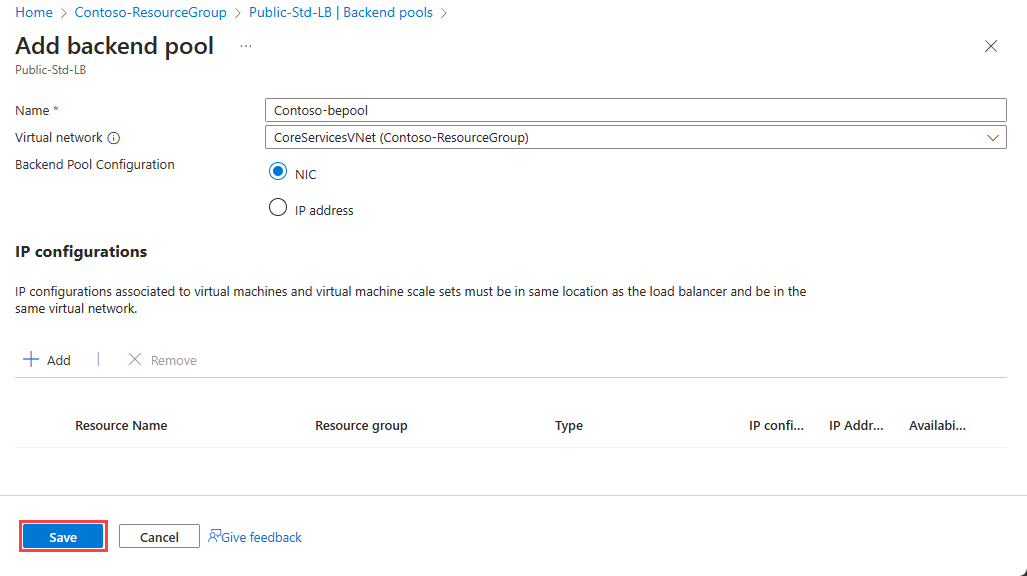 Home > Contoso-ResourceGroup > Public-Std-LB | Backend pools >
Add backend pool ...
Public-Std-LB
Name * Contoso-bepool
Virtual network CoreServicesVNet (Contoso-ResourceGroup)
Backend Pool Configuration
NIC
IP address
IP configurations
IP configurations associated to virtual machines and virtual machine scale sets must be in same location as the load balancer and be in the
same virtual network.
Add | Remove
Resource Name Resource group Type IP confi... IP Addr... Availabi...
Save Cancel Give feedback